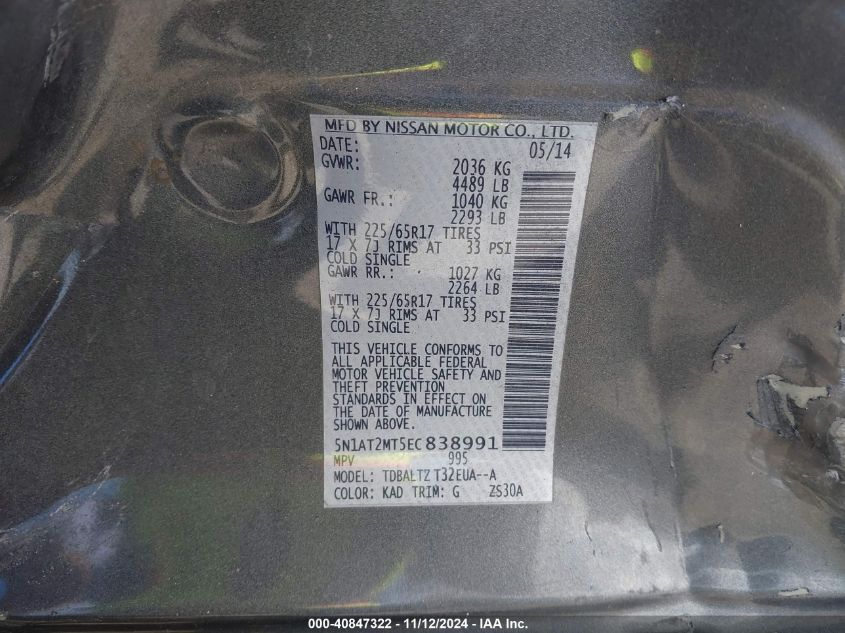 MFD BY NISSAN MOTOR CO., LTD.
DATE: 05/14
GVWR: 2036 KG
4489 LB
GAWR FR.: 1040 KG
2293 LB
WITH 225/65R17 TIRES
17 X 7J RIMS AT 33 PSI
COLD SINGLE
GAWR RR.: 1027 KG
2264 LB
WITH 225/65R17 TIRES
17 X 7J RIMS AT 33 PSI
COLD SINGLE
THIS VEHICLE CONFORMS TO
ALL APPLICABLE FEDERAL
MOTOR VEHICLE SAFETY AND
THEFT PREVENTION
STANDARDS IN EFFECT ON
THE DATE OF MANUFACTURE
SHOWN ABOVE.
5N1AT2MT5EC838991
MPV 995
MODEL: TDBALTZ T32EUA--A
COLOR: KAD TRIM: G ZS30A
000-40847322 - 11/12/2024 - IAA Inc.